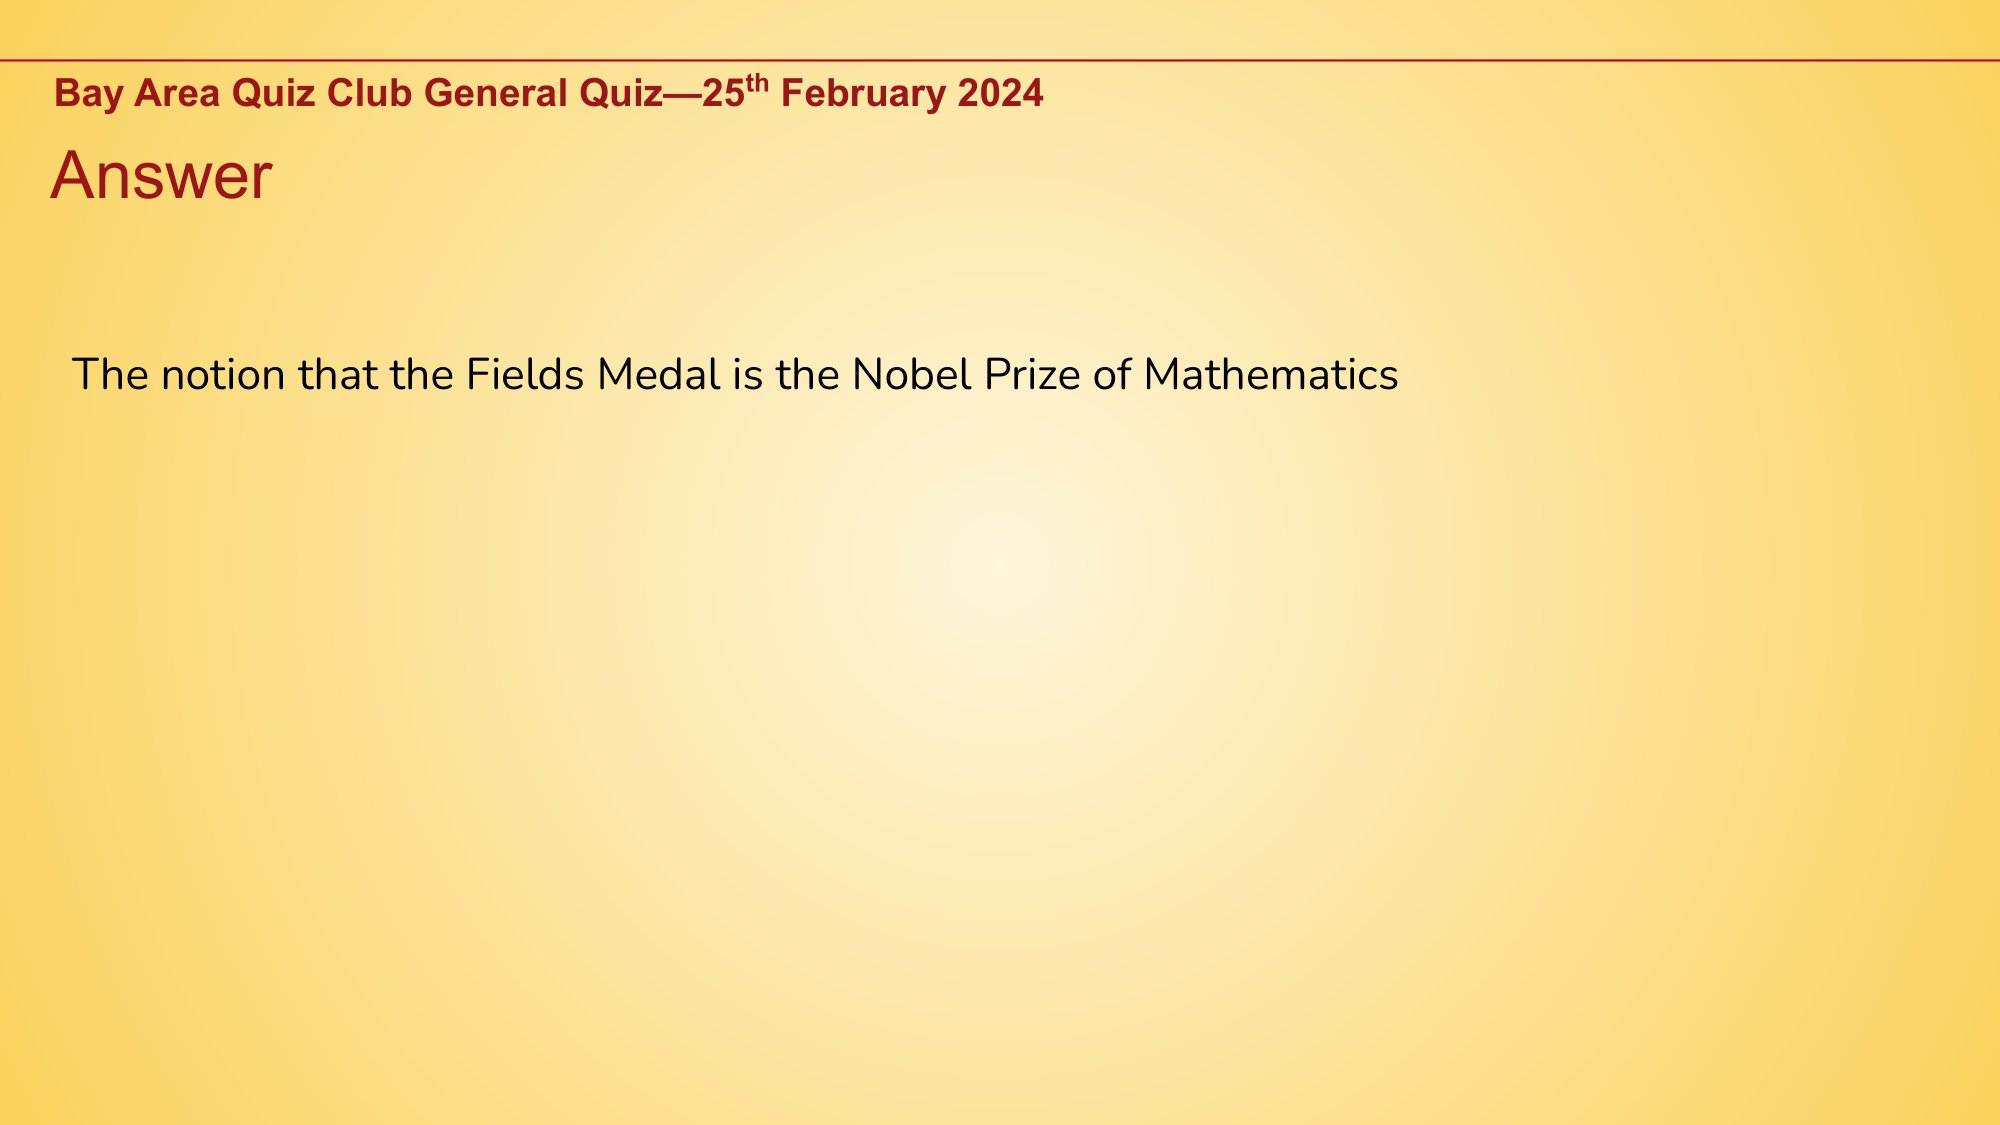 Bay Area Quiz Club General Quiz—25th February 2024
Answer
The notion that the Fields Medal is the Nobel Prize of Mathematics